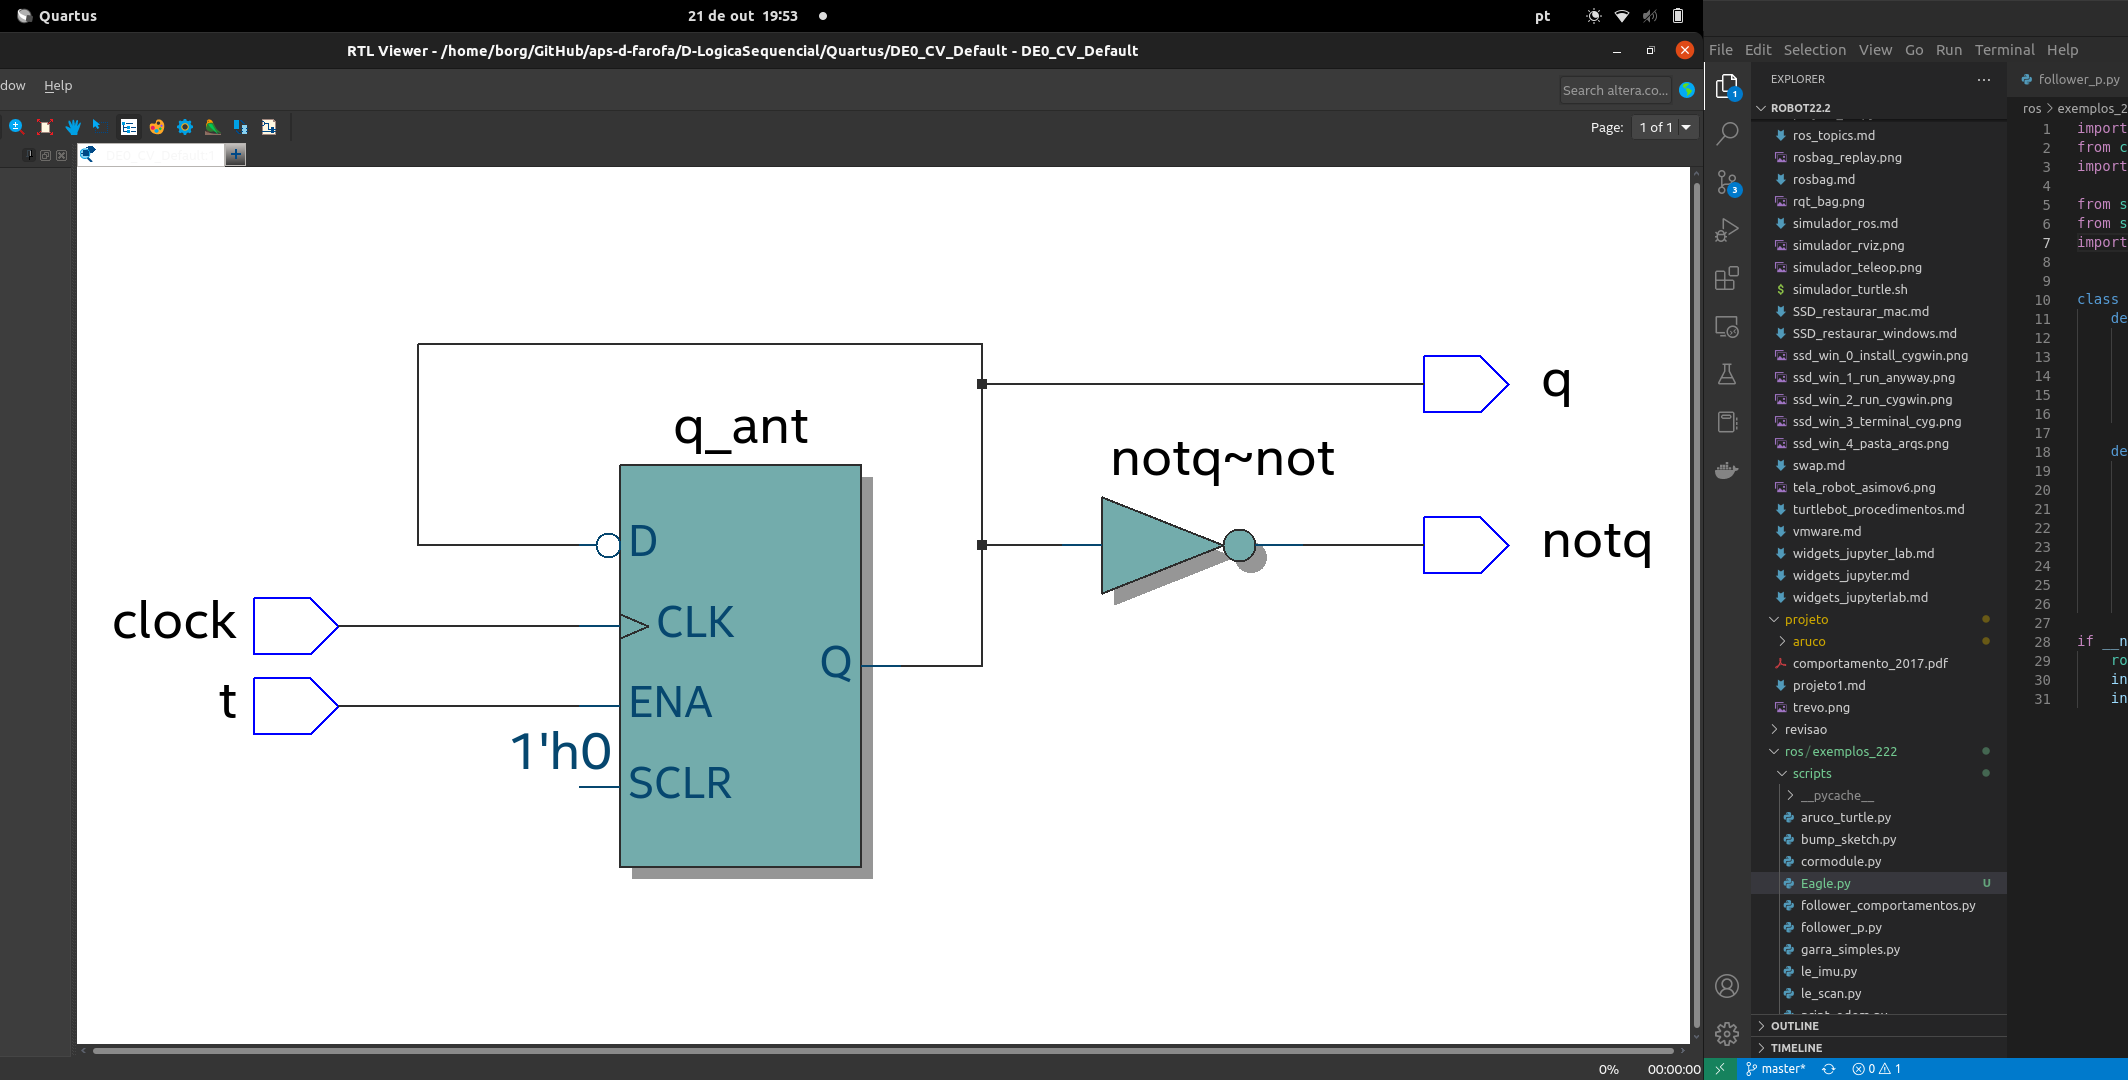 Quartus
21 de out 19:53
pt
RTL Viewer - /home/borg/GitHub/aps-d-farofa/D-LogicaSequencial/Quartus/DE0_CV_Default - DE0_CV_Default
dow Help
Search altera.co...
Page: 1 of 1
q_ant
D
CLK
Q
ENA
1'h0
SCLR
clock
t
notq~not
q
notq
0% 00:00:00
File Edit Selection View Go Run Terminal Help
EXPLORER
ROBOT22.2
ros_topics.md
rosbag_replay.png
rosbag.md
rqt_bag.png
simulador_ros.md
simulador_rviz.png
simulador_teleop.png
simulador_turtle.sh
SSD_restaurar_mac.md
SSD_restaurar_windows.md
ssd_win_0_install_cygwin.png
ssd_win_1_run_anyway.png
ssd_win_2_run_cygwin.png
ssd_win_3_terminal_cyg.png
ssd_win_4_pasta_arqs.png
swap.md
tela_robot_asimov6.png
turtlebot_procedimentos.md
vmware.md
widgets_jupyter_lab.md
widgets_jupyter.md
widgets_jupyterlab.md
projeto
aruco
comportamento_2017.pdf
projeto1.md
trevo.png
revisao
ros/exemplos_222
scripts
__pycache__
aruco_turtle.py
bump_sketch.py
cormodule.py
Eagle.py U
follower_comportamentos.py
follower_p.py
garra_simples.py
le_imu.py
le_scan.py
OUTLINE
TIMELINE
master* 0 1
follower_p.py
ros > exemplos_2
1 import
2 from c
3 import
4
5 from s
6 from s
7 import
8
9
10 class
11 de
12
13
14
15
16
17
18 de
19
20
21
22
23
24
25
26
27
28 if __n
29 ro
30 in
31 in